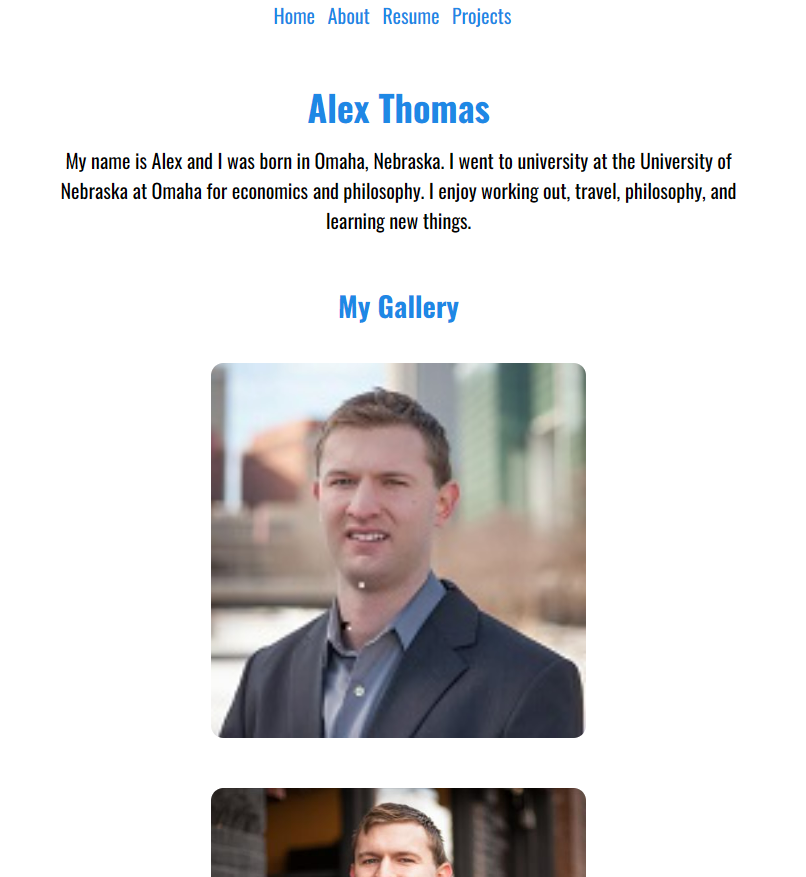 Home About Resume Projects
Alex Thomas
My name is Alex and I was born in Omaha, Nebraska. I went to university at the University of
Nebraska at Omaha for economics and philosophy. I enjoy working out, travel, philosophy, and
learning new things.
My Gallery